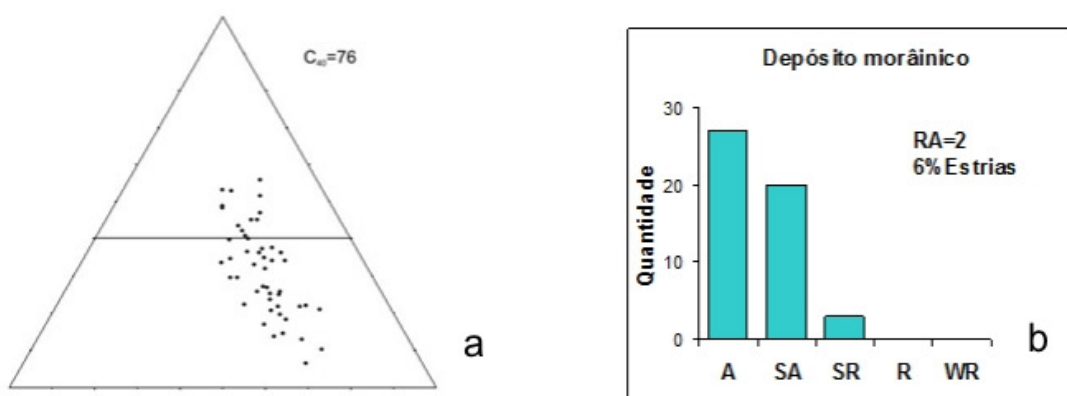 C₄₀=76
a
Depósito morâinico
30
20
10
0
Quantidade
RA=2
6% Estrias
A SA SR R WR
b